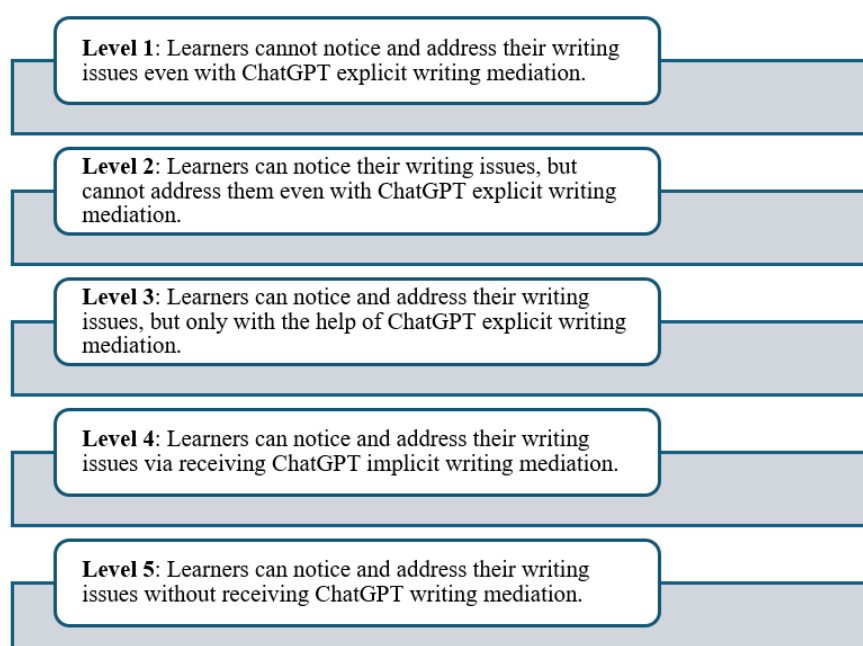 Level 1: Learners cannot notice and address their writing
issues even with ChatGPT explicit writing mediation.
Level 2: Learners can notice their writing issues, but
cannot address them even with ChatGPT explicit writing
mediation.
Level 3: Learners can notice and address their writing
issues, but only with the help of ChatGPT explicit writing
mediation.
Level 4: Learners can notice and address their writing
issues via receiving ChatGPT implicit writing mediation.
Level 5: Learners can notice and address their writing
issues without receiving ChatGPT writing mediation.